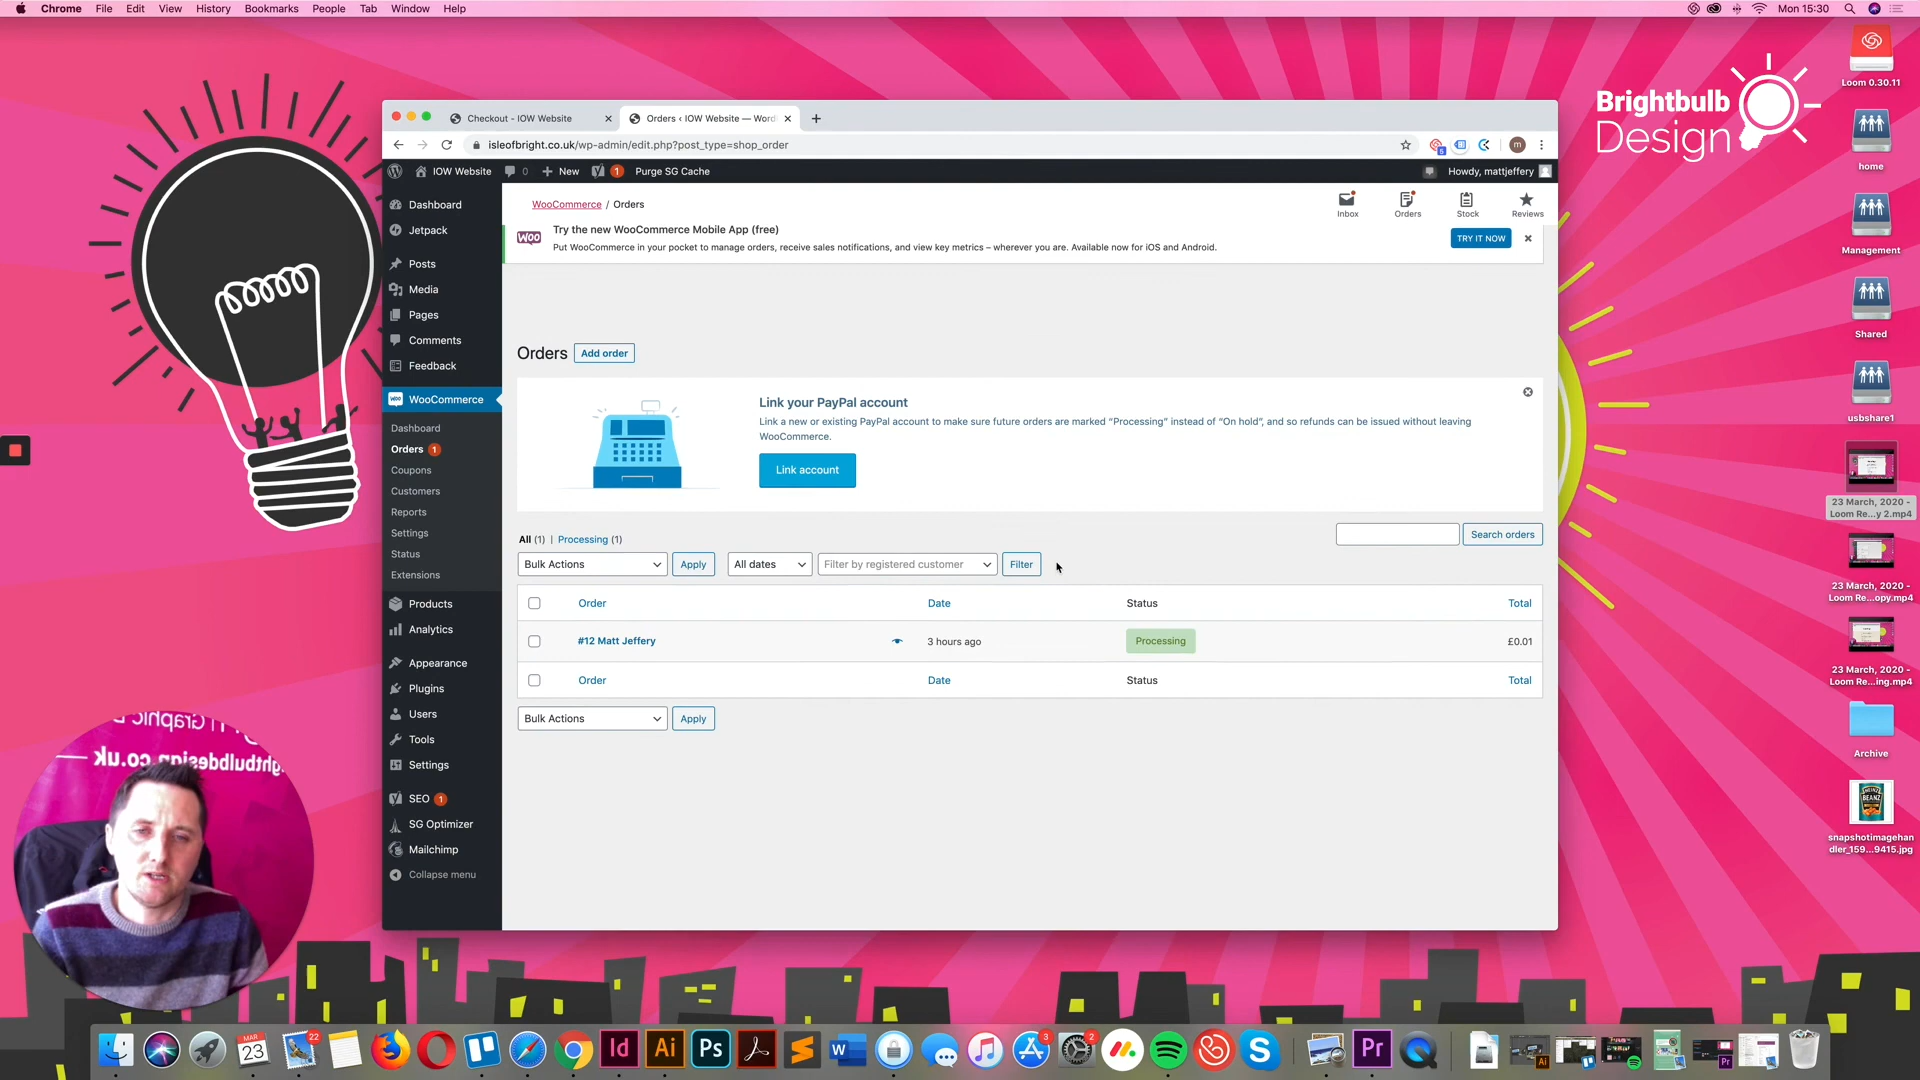 Chrome File Edit View History Bookmarks People Tab Window Help Mon 15:30
Brightbulb
Design
Loom 0.30.11
home
Management
Shared
usbshare1
23 March, 2020 -
Loom Re...y 2.mp4
23 March, 2020 -
Loom Re...opy.mp4
23 March, 2020 -
Loom Re...ing.mp4
Archive
snapshotimagehan
dler_159...9415.jpg
Checkout - IOW Website
Orders ‹ IOW Website — Word
isleofbright.co.uk/wp-admin/edit.php?post_type=shop_order
IOW Website 0 New 1 Purge SG Cache Howdy, mattjeffery
Dashboard
Jetpack
Posts
Media
Pages
Comments
Feedback
WooCommerce
Dashboard
Orders 1
Coupons
Customers
Reports
Settings
Status
Extensions
Products
Analytics
Appearance
Plugins
Users
Tools
Settings
SEO 1
SG Optimizer
Mailchimp
Collapse menu
WooCommerce / Orders
Inbox Orders Stock Reviews
Woo
Try the new WooCommerce Mobile App (free)
Put WooCommerce in your pocket to manage orders, receive sales notifications, and view key metrics – wherever you are. Available now for iOS and Android.
TRY IT NOW
Orders Add order
Link your PayPal account
Link a new or existing PayPal account to make sure future orders are marked “Processing” instead of “On hold”, and so refunds can be issued without leaving
WooCommerce.
Link account
All (1) | Processing (1)
Search orders
Bulk Actions Apply All dates Filter by registered customer Filter
Order Date Status Total
#12 Matt Jeffery 3 hours ago Processing £0.01
Order Date Status Total
Bulk Actions Apply
MAR
23
22
Id Ai Ps W 3 2 Pr S